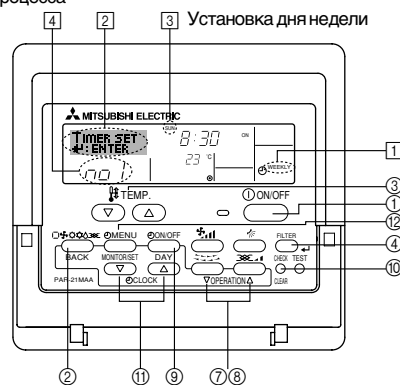 процесса
4 2 3 Установка дня недели
MITSUBISHI ELECTRIC
TIMER SET SUN 8:30 ON
↵:ENTER WEEKLY 1
no1 23 °C
TEMP. ON/OFF 3
1
12
MENU ON/OFF FILTER 4
BACK MONITOR/SET DAY CHECK TEST 10
PAR-21MAA CLOCK ▽OPERATION△ CLEAR
2 11 9 7 8